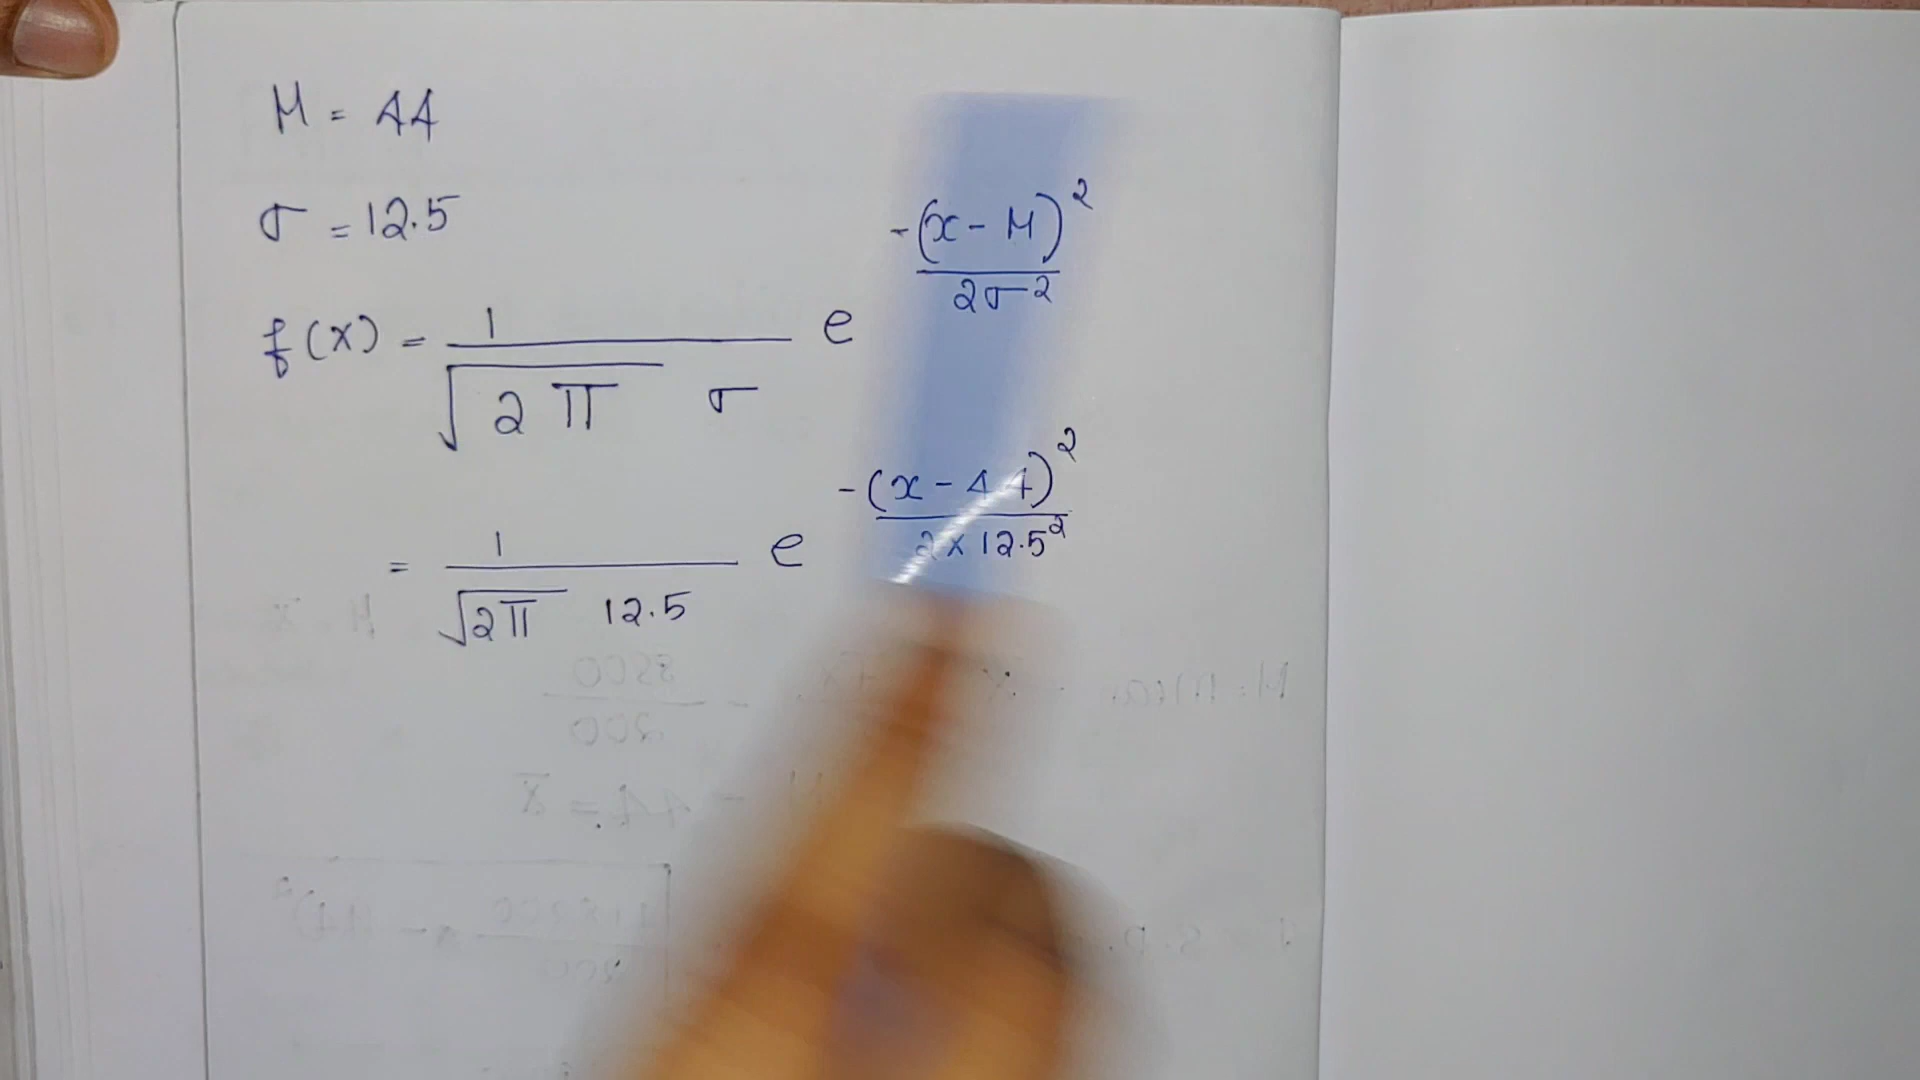 M = 44
σ = 12.5
f(x) = 1/(√2π σ) e^(-(x - M)²/2σ²)
= 1/(√2π 12.5) e^(-(x - 44)²/2 x 12.5²)